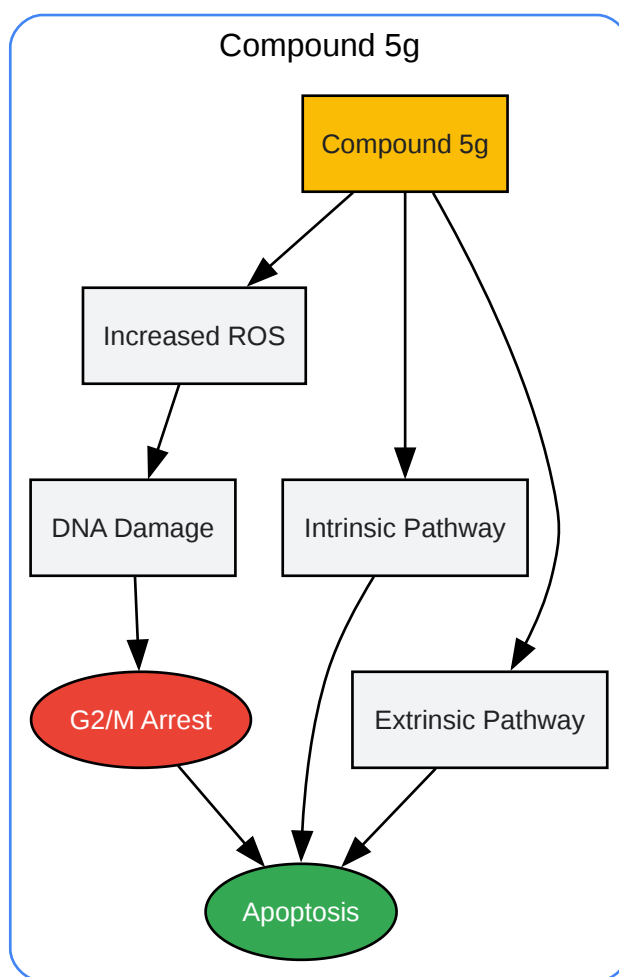 Compound 5g
Compound 5g
Increased ROS
DNA Damage
Intrinsic Pathway
G2/M Arrest
Extrinsic Pathway
Apoptosis